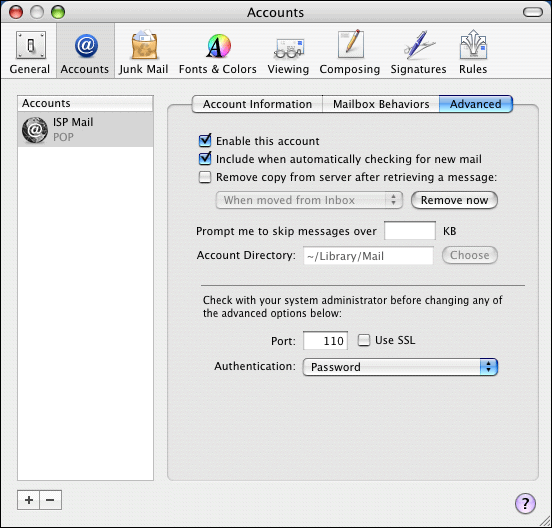 Accounts
General
Accounts
Junk Mail
Fonts & Colors
Viewing
Composing
Signatures
Rules
Accounts
ISP Mail
POP
Account Information
Mailbox Behaviors
Advanced
Enable this account
Include when automatically checking for new mail
Remove copy from server after retrieving a message:
When moved from Inbox
Remove now
Prompt me to skip messages over
KB
Account Directory:
~/Library/Mail
Choose
Check with your system administrator before changing any of
the advanced options below:
Port:
110
Use SSL
Authentication:
Password
+
−
?